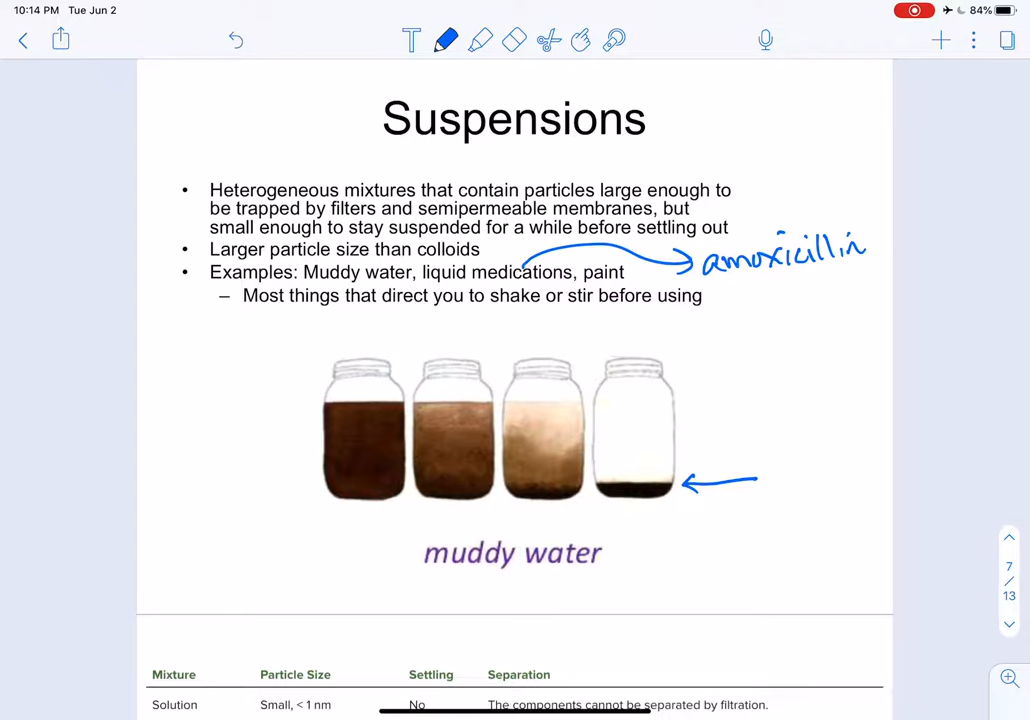 10:14 PM Tue Jun 2
84%
Suspensions
• Heterogeneous mixtures that contain particles large enough to
be trapped by filters and semipermeable membranes, but
small enough to stay suspended for a while before settling out
• Larger particle size than colloids
amoxicillin
• Examples: Muddy water, liquid medications, paint
– Most things that direct you to shake or stir before using
muddy water
7
/
13
Mixture Particle Size Settling Separation
Solution Small, < 1 nm No The components cannot be separated by filtration.